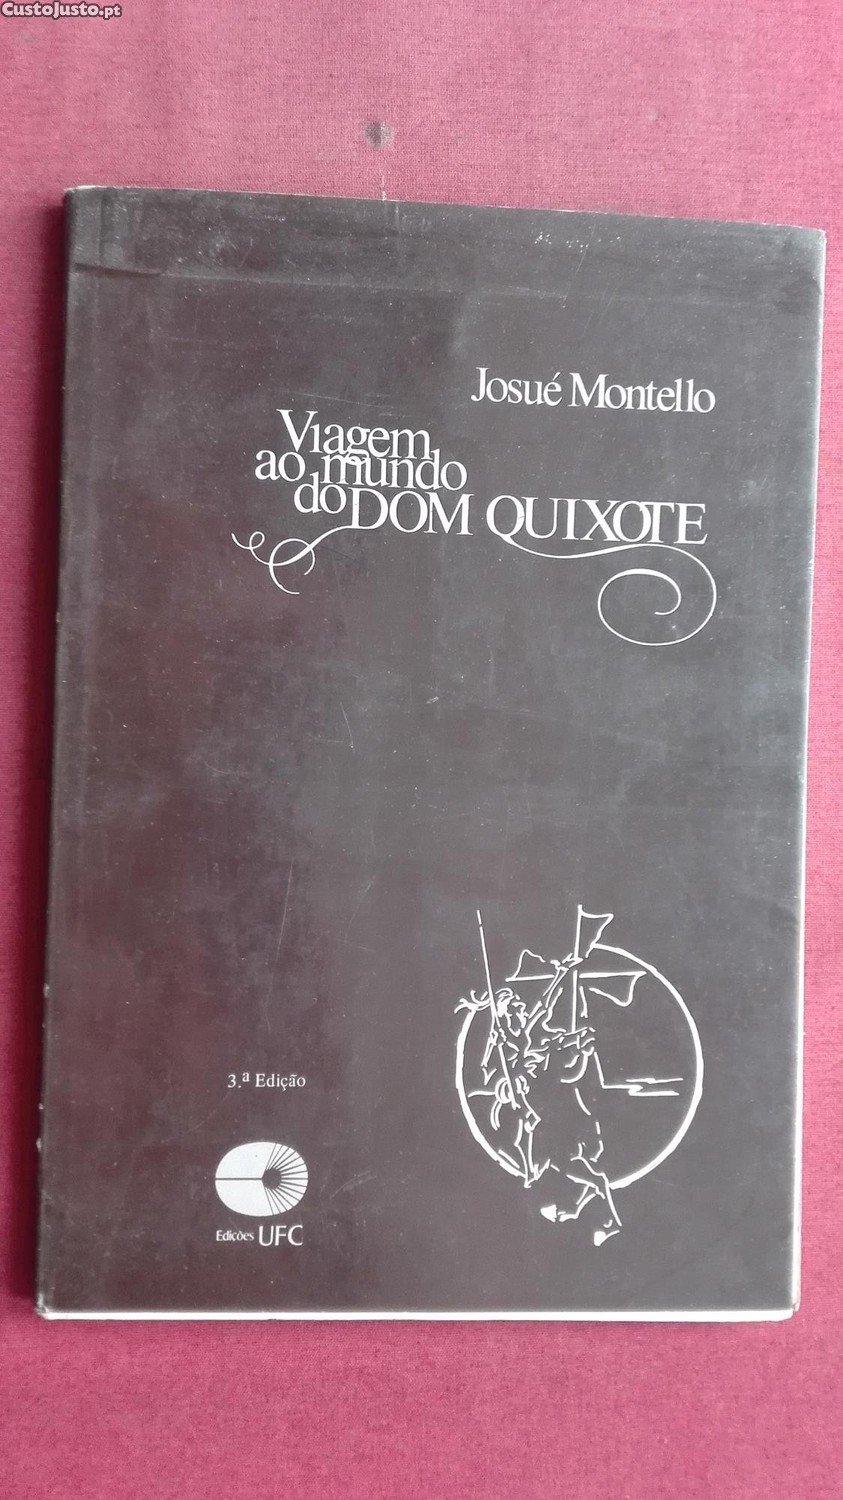 CustoJusto.pt
Josué Montello
Viagem
ao mundo
do DOM QUIXOTE
3.ª Edição
Edições UFC